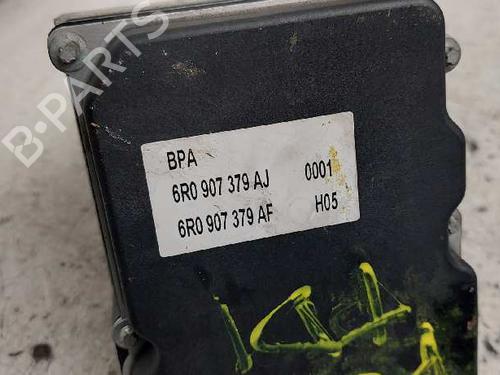 B-PARTS
BPA
6R0 907 379 AJ 0001
6R0 907 379 AF H05